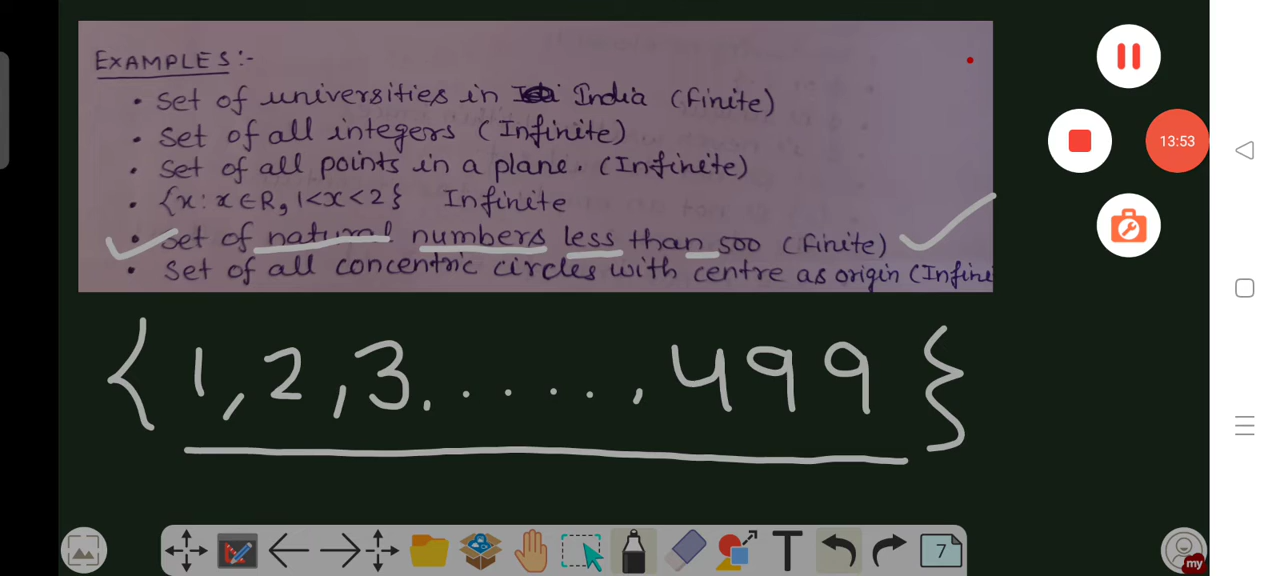 EXAMPLES:-
• Set of universities in India (Finite)
• Set of all integers (Infinite)
• Set of all points in a plane. (Infinite)
• {x: x ∈ R, 1<x<2} Infinite
• Set of natural numbers less than 500 (Finite)
• Set of all concentric circles with centre as origin (Infini
{1, 2, 3, . . . . , 499}
13:53
T
7
my